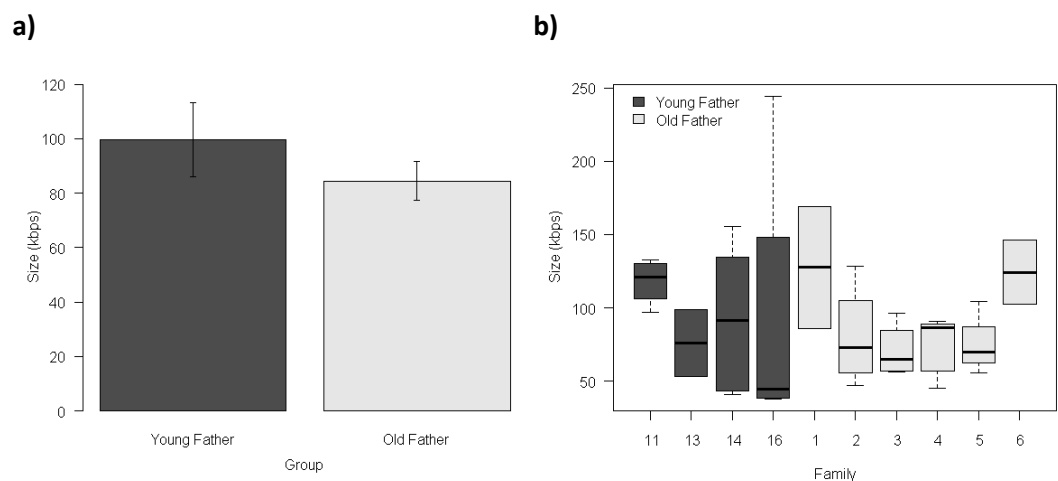 a)
120
100
80
60
40
20
0
Size (kbps)
Young Father
Old Father
Group
b)
250
200
150
100
50
Size (kbps)
Young Father
Old Father
11 13 14 16 1 2 3 4 5 6
Family